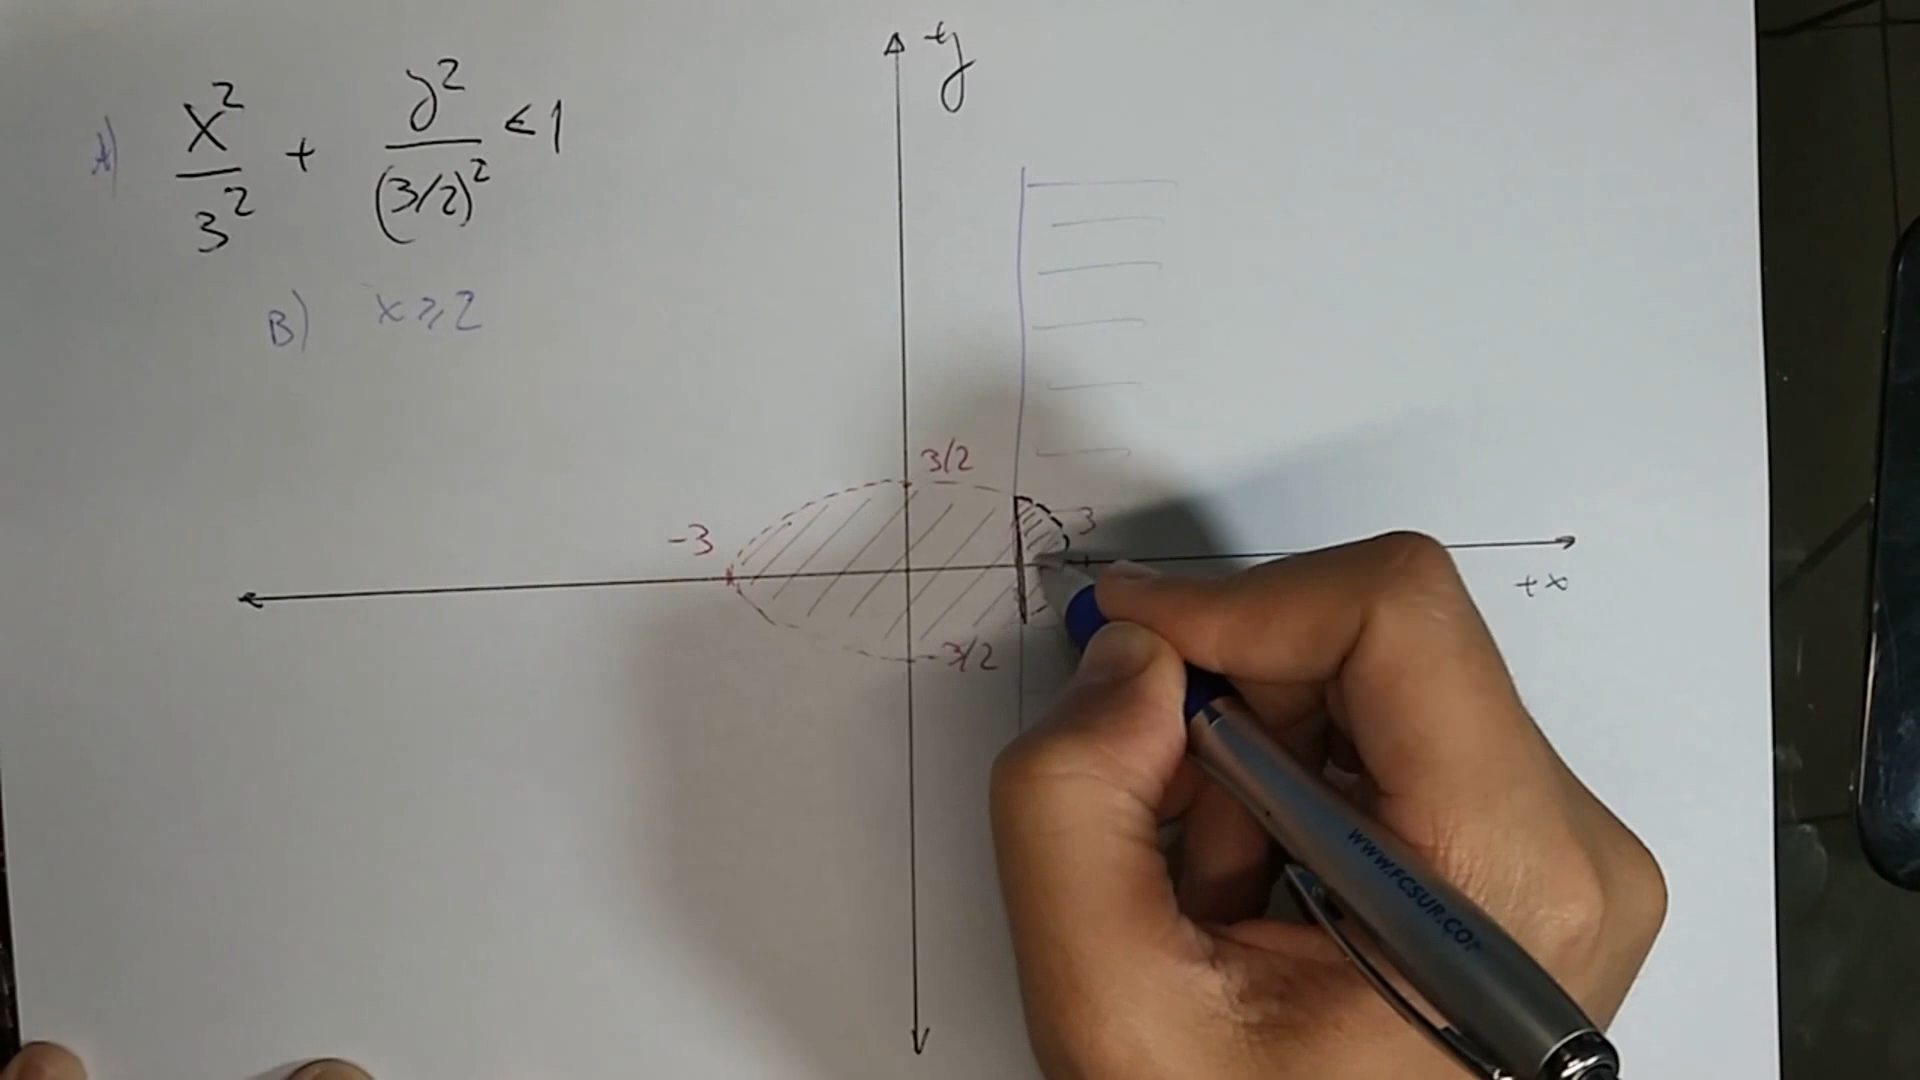 A) x²/3² + y²/(3/2)² < 1
B) x ⩾ 2
+y
3/2
-3
3
+x
-3/2
WWW.FCSUR.CO